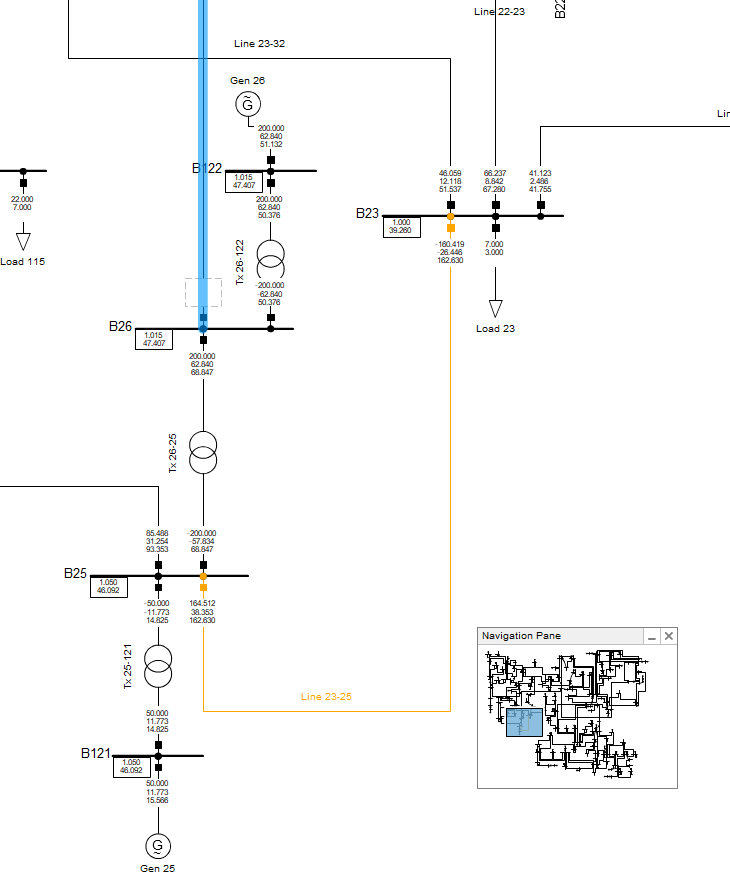 Line 22-23
B22
Line 23-32
Gen 26
G
200.000
62.840
51.132
B122
1.015
47.407
200.000
62.840
50.376
Tx 26-122
-200.000
-62.840
50.376
22.000
7.000
Load 115
46.059
12.118
51.537
66.237
8.842
67.280
41.123
2.486
41.755
B23
1.000
39.260
-160.419
-26.446
162.630
7.000
3.000
Load 23
B26
1.015
47.407
200.000
62.840
68.847
Tx 26-25
85.488
31.254
93.353
-200.000
-57.834
68.847
B25
1.050
46.092
-50.000
-11.773
14.825
164.512
38.353
162.630
Tx 25-121
Line 23-25
50.000
11.773
14.825
B121
1.050
46.092
50.000
11.773
15.566
G
Gen 25
Navigation Pane